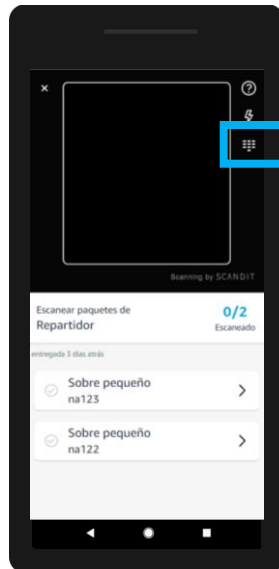 Scanning by SCANDIT
Escanear paquetes de
Repartidor
0/2
Escaneado
entregada 3 días atrás
Sobre pequeño
na123
Sobre pequeño
na122